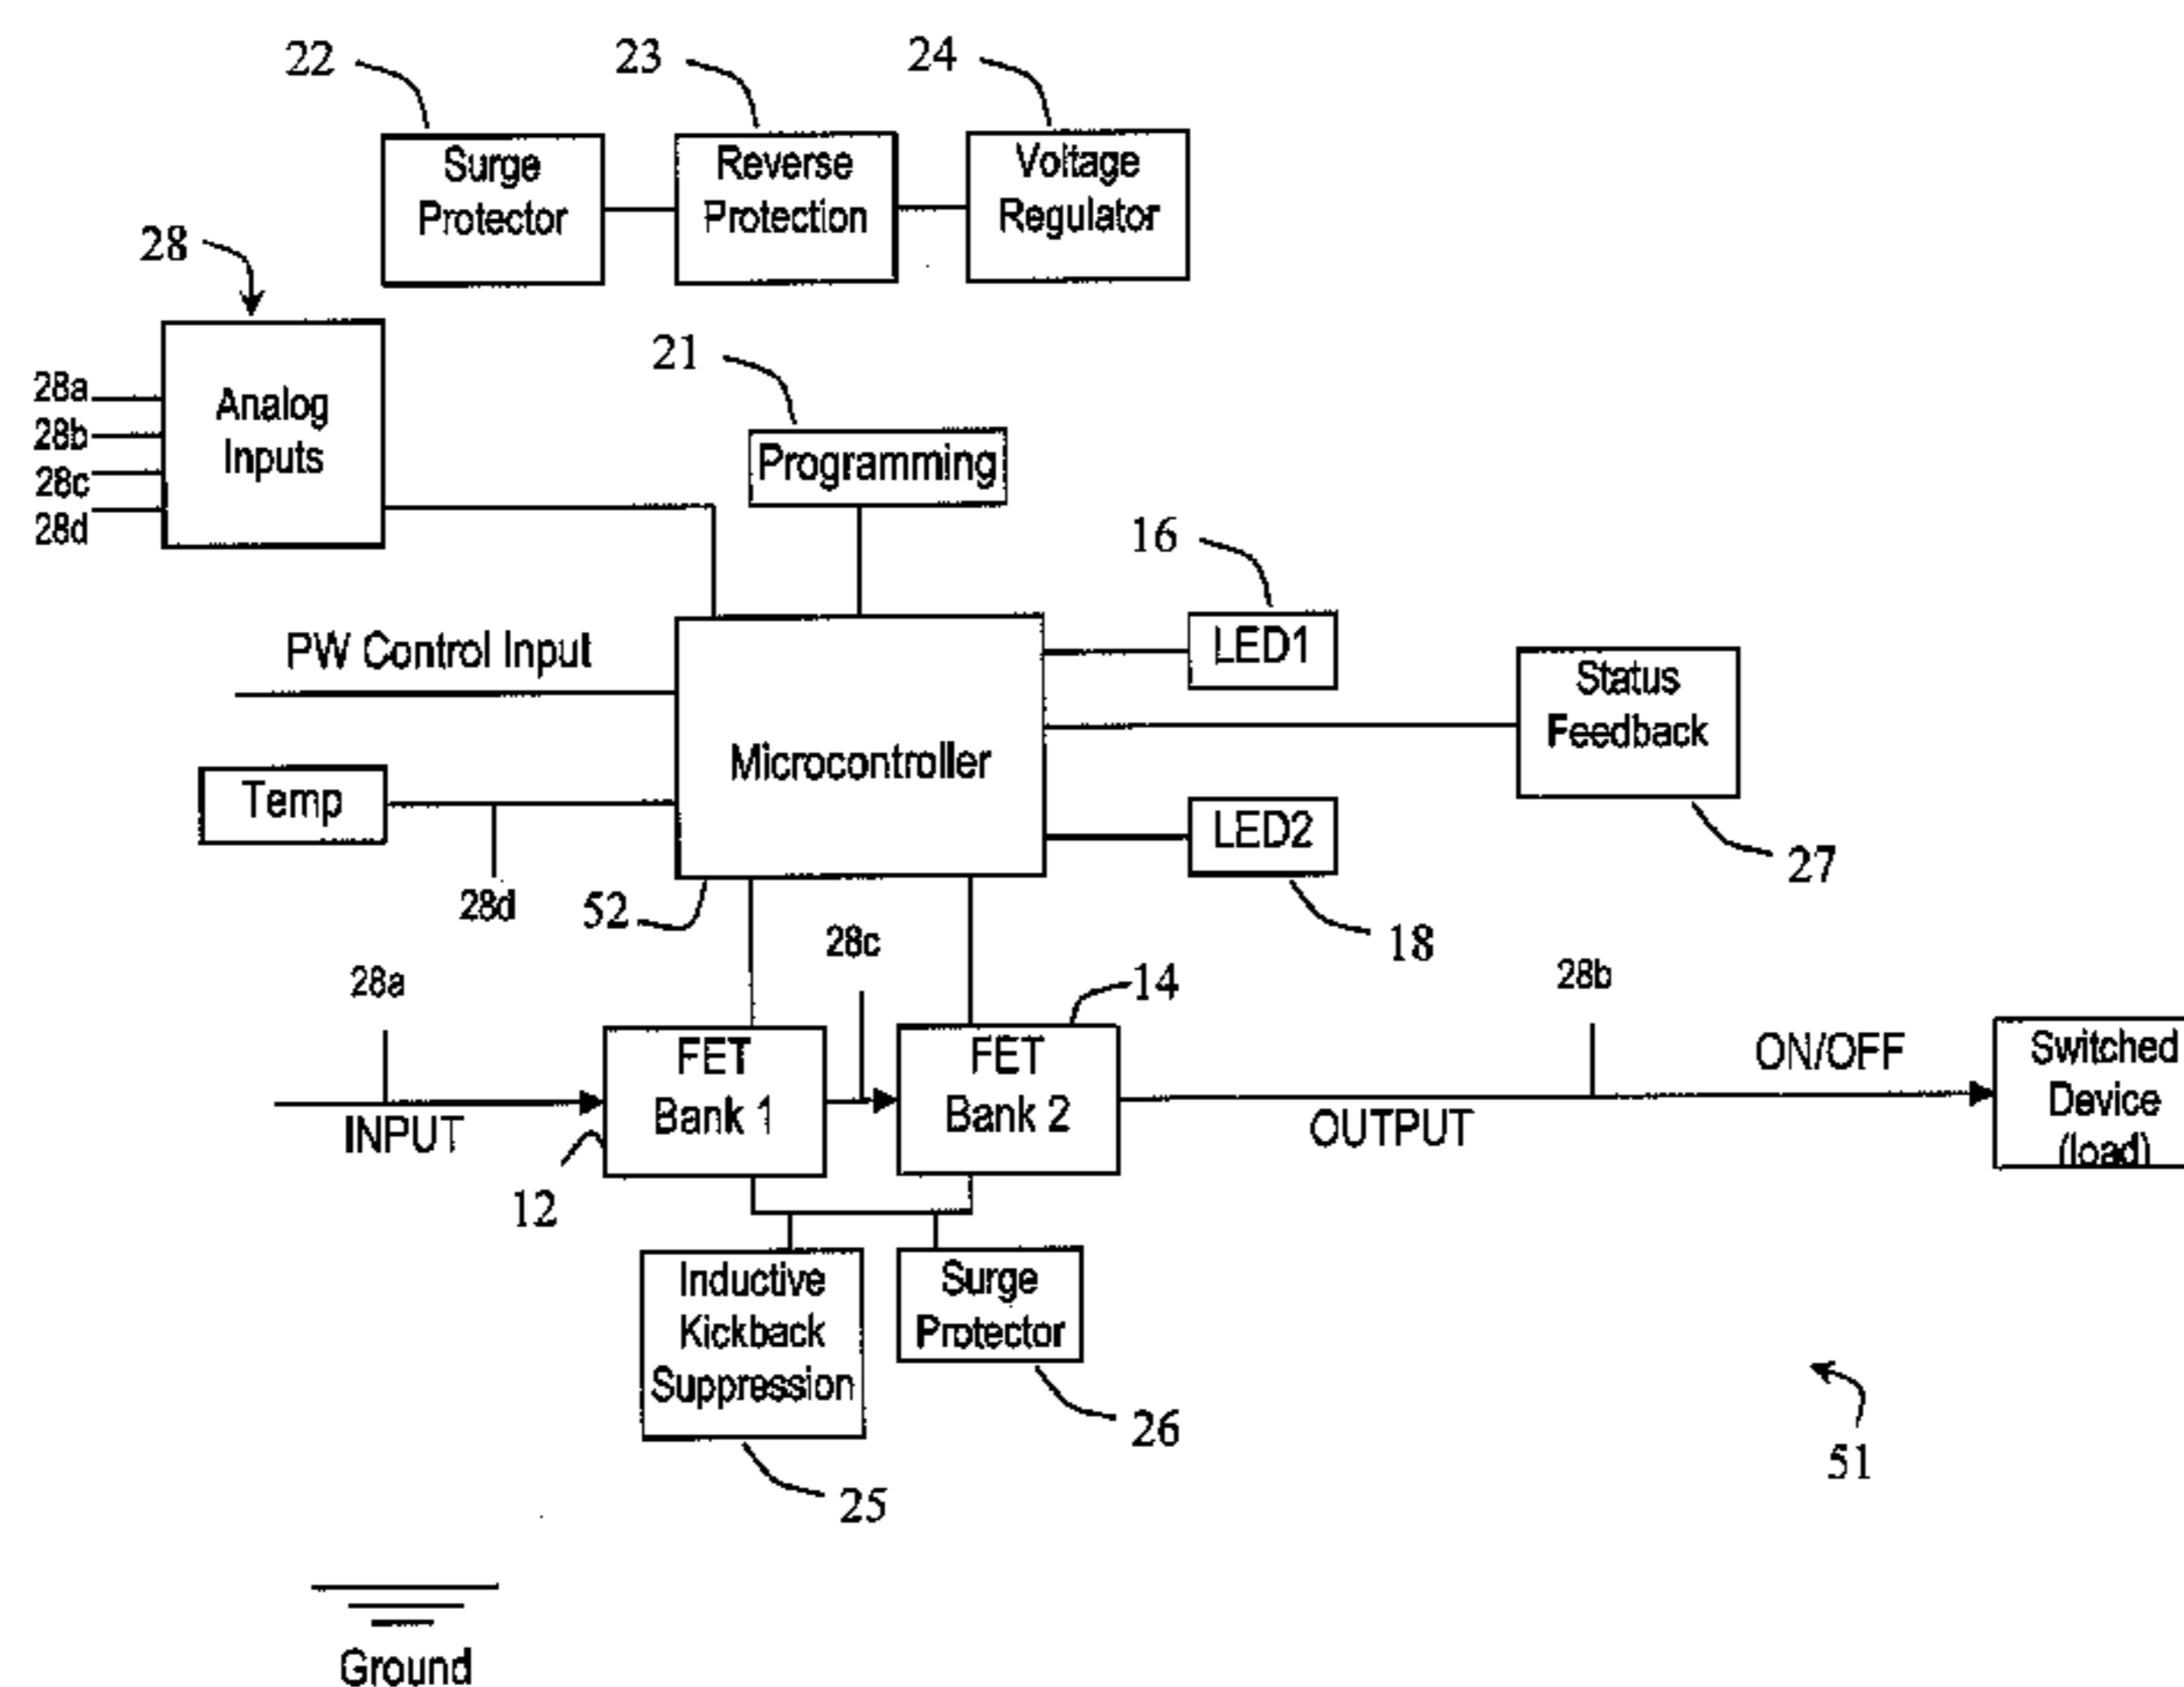 22
23
24
Surge
Protector
Reverse
Protection
Voltage
Regulator
28
28a
28b
28c
28d
Analog
Inputs
21
Programming
16
LED1
PW Control Input
Status
Feedback
Microcontroller
Temp
LED2
27
28d
52
28c
18
28a
14
28b
FET
Bank 1
FET
Bank 2
ON/OFF
Switched
Device
(load)
INPUT
OUTPUT
12
Inductive
Kickback
Suppression
Surge
Protector
26
25
51
Ground